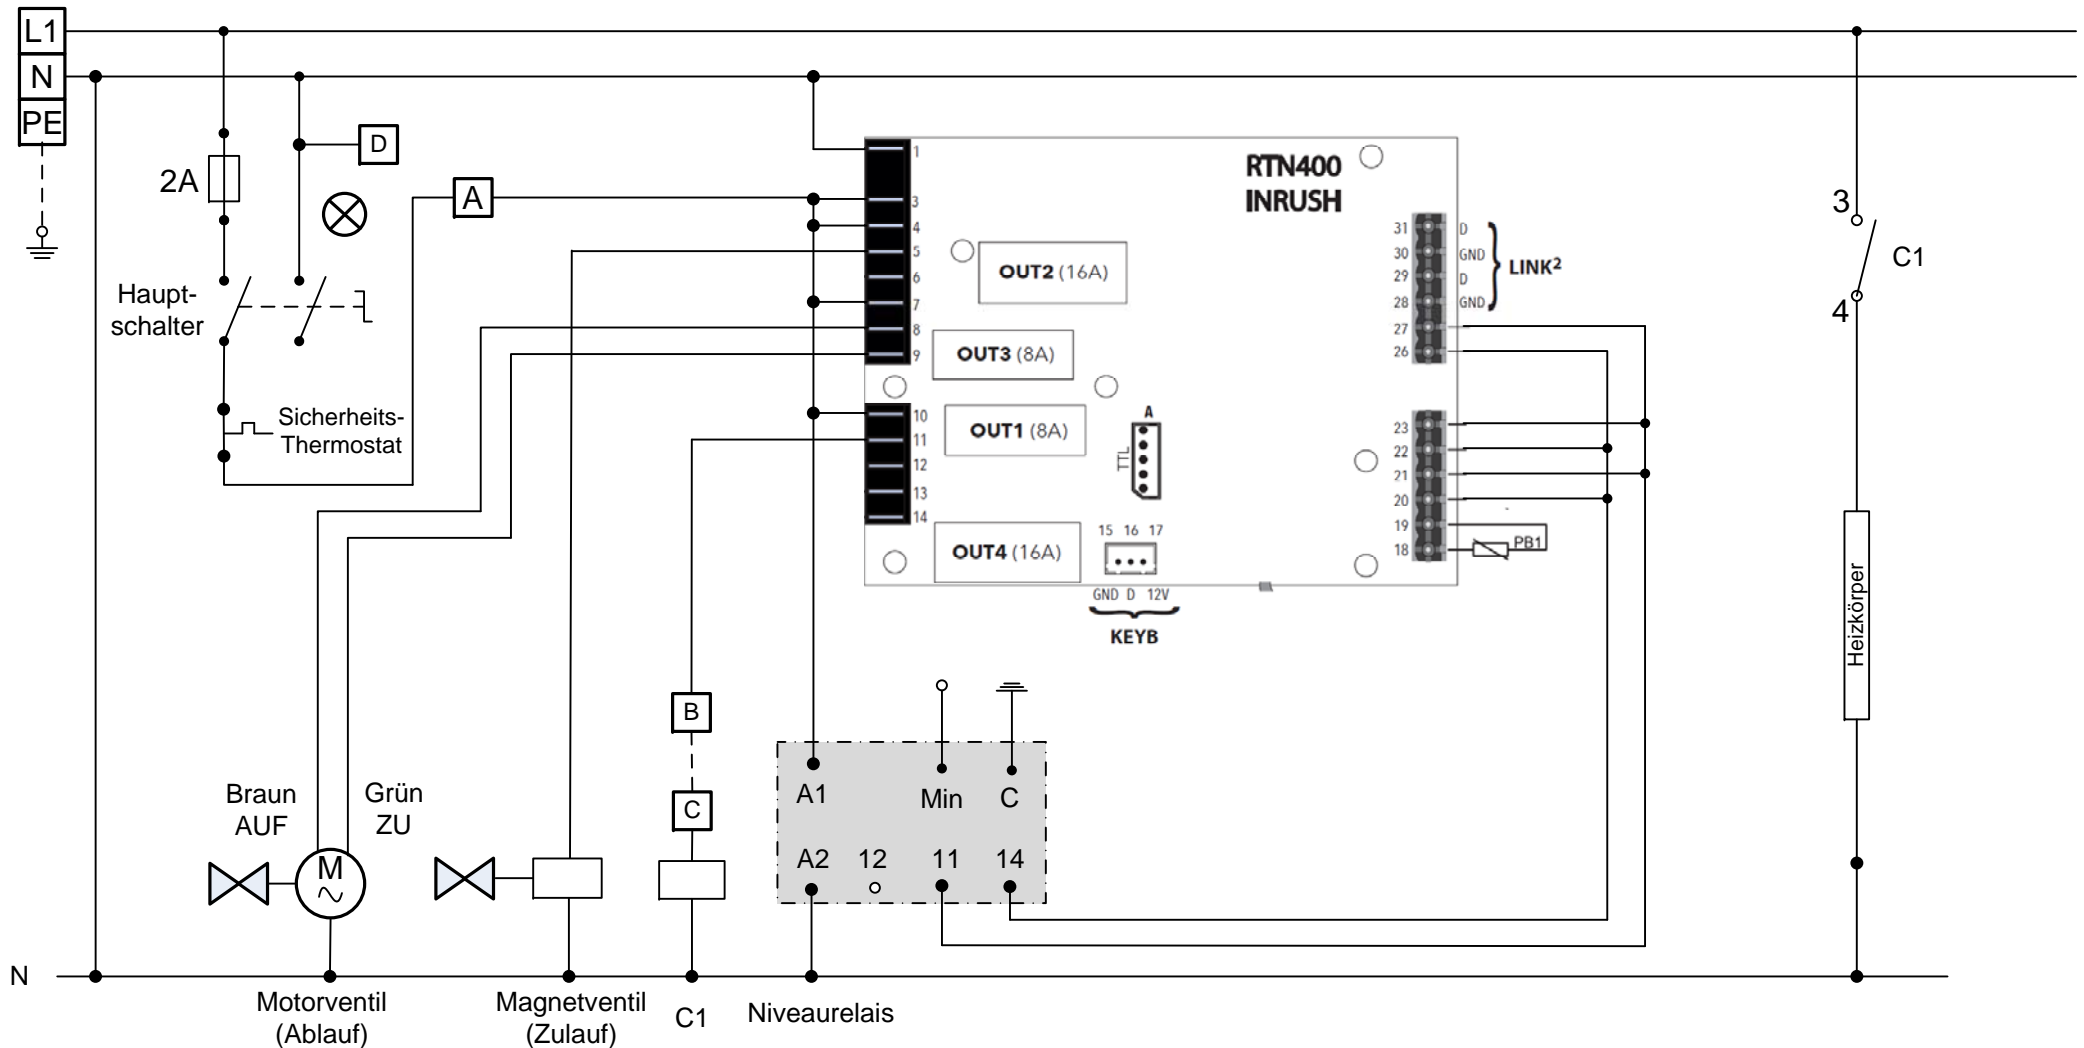 L1
N
PE
2A
D
A
Haupt-
schalter
Sicherheits-
Thermostat
1
3
4
5
6
7
8
9
10
11
12
13
14
RTN400
INRUSH
OUT2 (16A)
OUT3 (8A)
OUT1 (8A)
OUT4 (16A)
A
TTL
15 16 17
GND D 12V
KEYB
31 D
30 GND
29 D
28 GND
LINK²
27
26
23
22
21
20
19
18
PB1
3
C1
4
Heizkörper
B
C
Braun
AUF
Grün
ZU
M
A1 Min C
A2 12 11 14
N
Motorventil
(Ablauf)
Magnetventil
(Zulauf)
C1
Niveaurelais